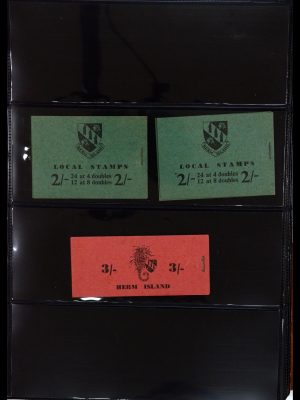 LOCAL STAMPS
2/- 24 at 4 doubles 2/-
12 at 8 doubles
LOCAL STAMPS
2/- 24 at 4 doubles 2/-
12 at 8 doubles
3/- 3/-
HERM ISLAND